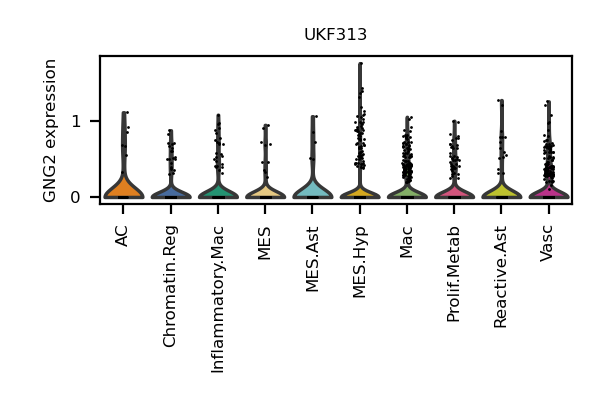 UKF313
GNG2 expression
1
0
AC
Chromatin.Reg
Inflammatory.Mac
MES
MES.Ast
MES.Hyp
Mac
Prolif.Metab
Reactive.Ast
Vasc